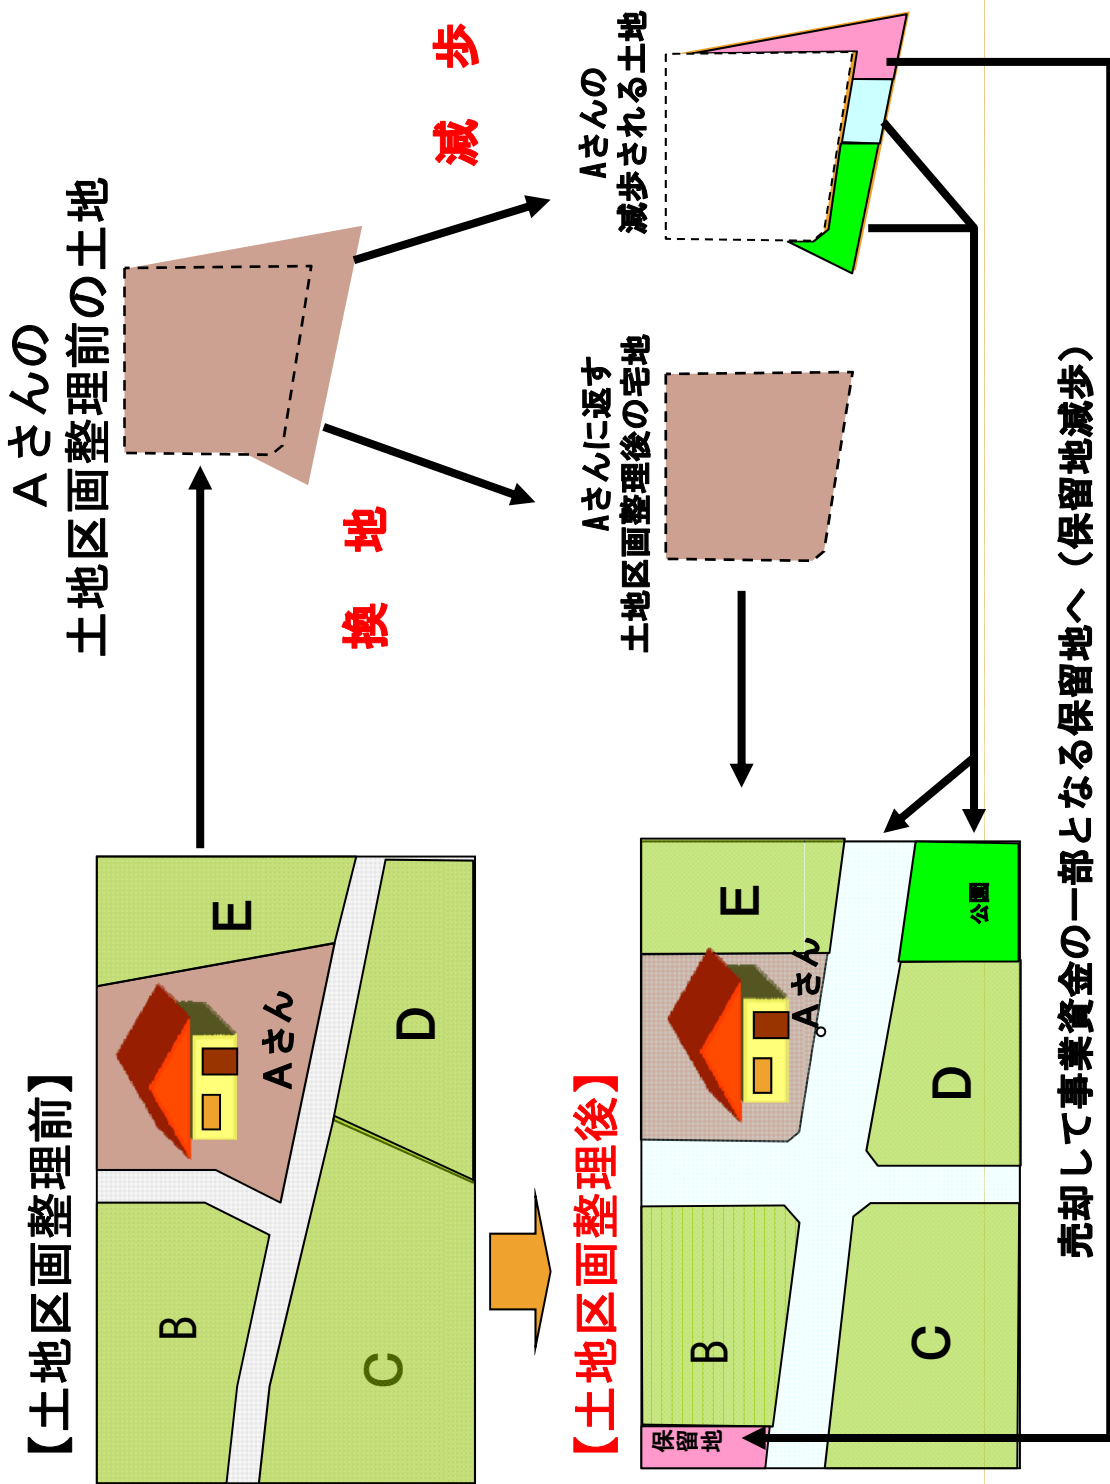 【土地区画整理前】
B
C
D
E
Aさん
Aさんの
土地区画整理前の土地
換地
減歩
Aさんに返す
土地区画整理後の宅地
Aさんの
減歩される土地
【土地区画整理後】
保留地
B
C
D
E
Aさん
公園
売却して事業資金の一部となる保留地へ（保留地減歩）